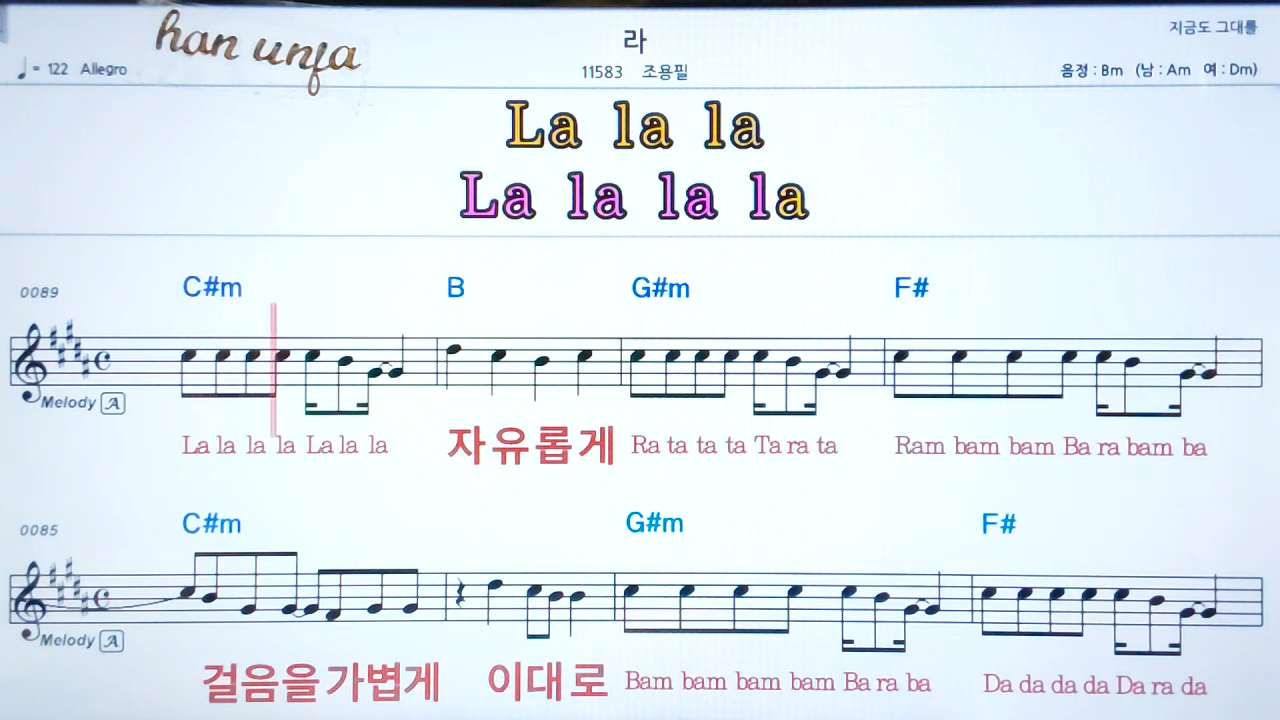 han unja
라
지금도 그대를
♩= 122 Allegro
11583 조용필
음정 : Bm (남 : Am 여 : Dm)
La la la
La la la la
0089 C#m B G#m F#
Melody A
La la la la La la la 자유롭게 Ra ta ta ta Ta ra ta Ram bam bam Ba ra bam ba
0085 C#m G#m F#
Melody A
걸음을가볍게 이대로 Bam bam bam bam Ba ra ba Da da da da Da ra da